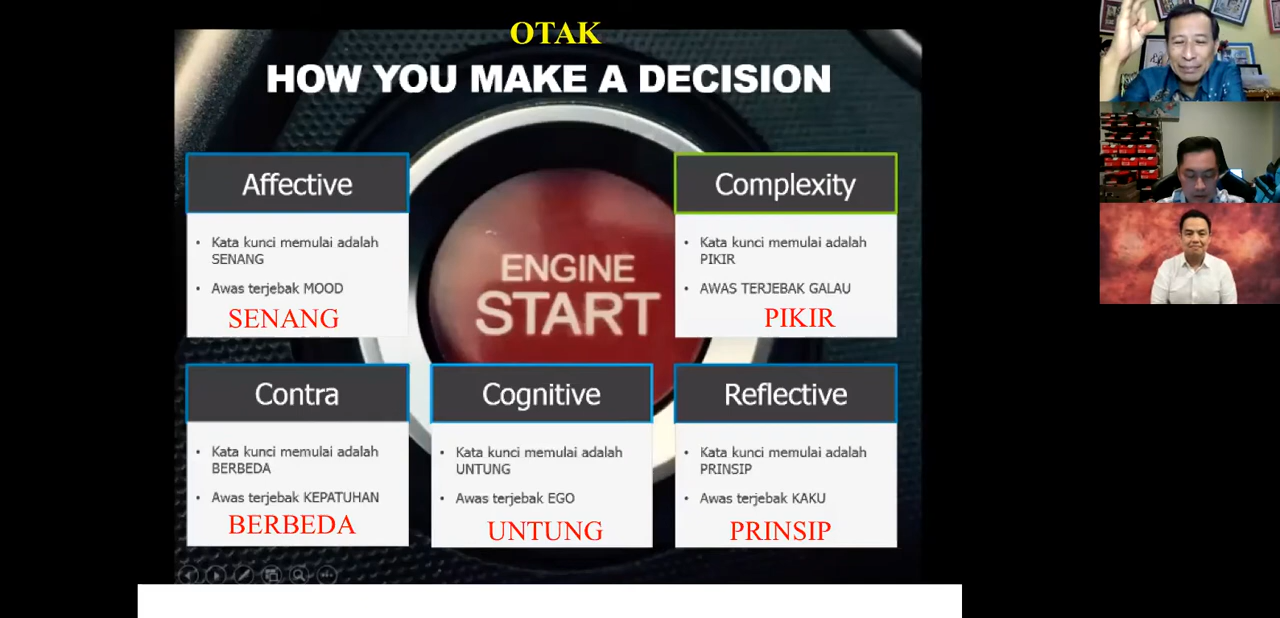 OTAK
HOW YOU MAKE A DECISION
Affective
• Kata kunci memulai adalah
SENANG
• Awas terjebak MOOD
SENANG
ENGINE
START
Complexity
• Kata kunci memulai adalah
PIKIR
• AWAS TERJEBAK GALAU
PIKIR
Contra
• Kata kunci memulai adalah
BERBEDA
• Awas terjebak KEPATUHAN
BERBEDA
Cognitive
• Kata kunci memulai adalah
UNTUNG
• Awas terjebak EGO
UNTUNG
Reflective
• Kata kunci memulai adalah
PRINSIP
• Awas terjebak KAKU
PRINSIP